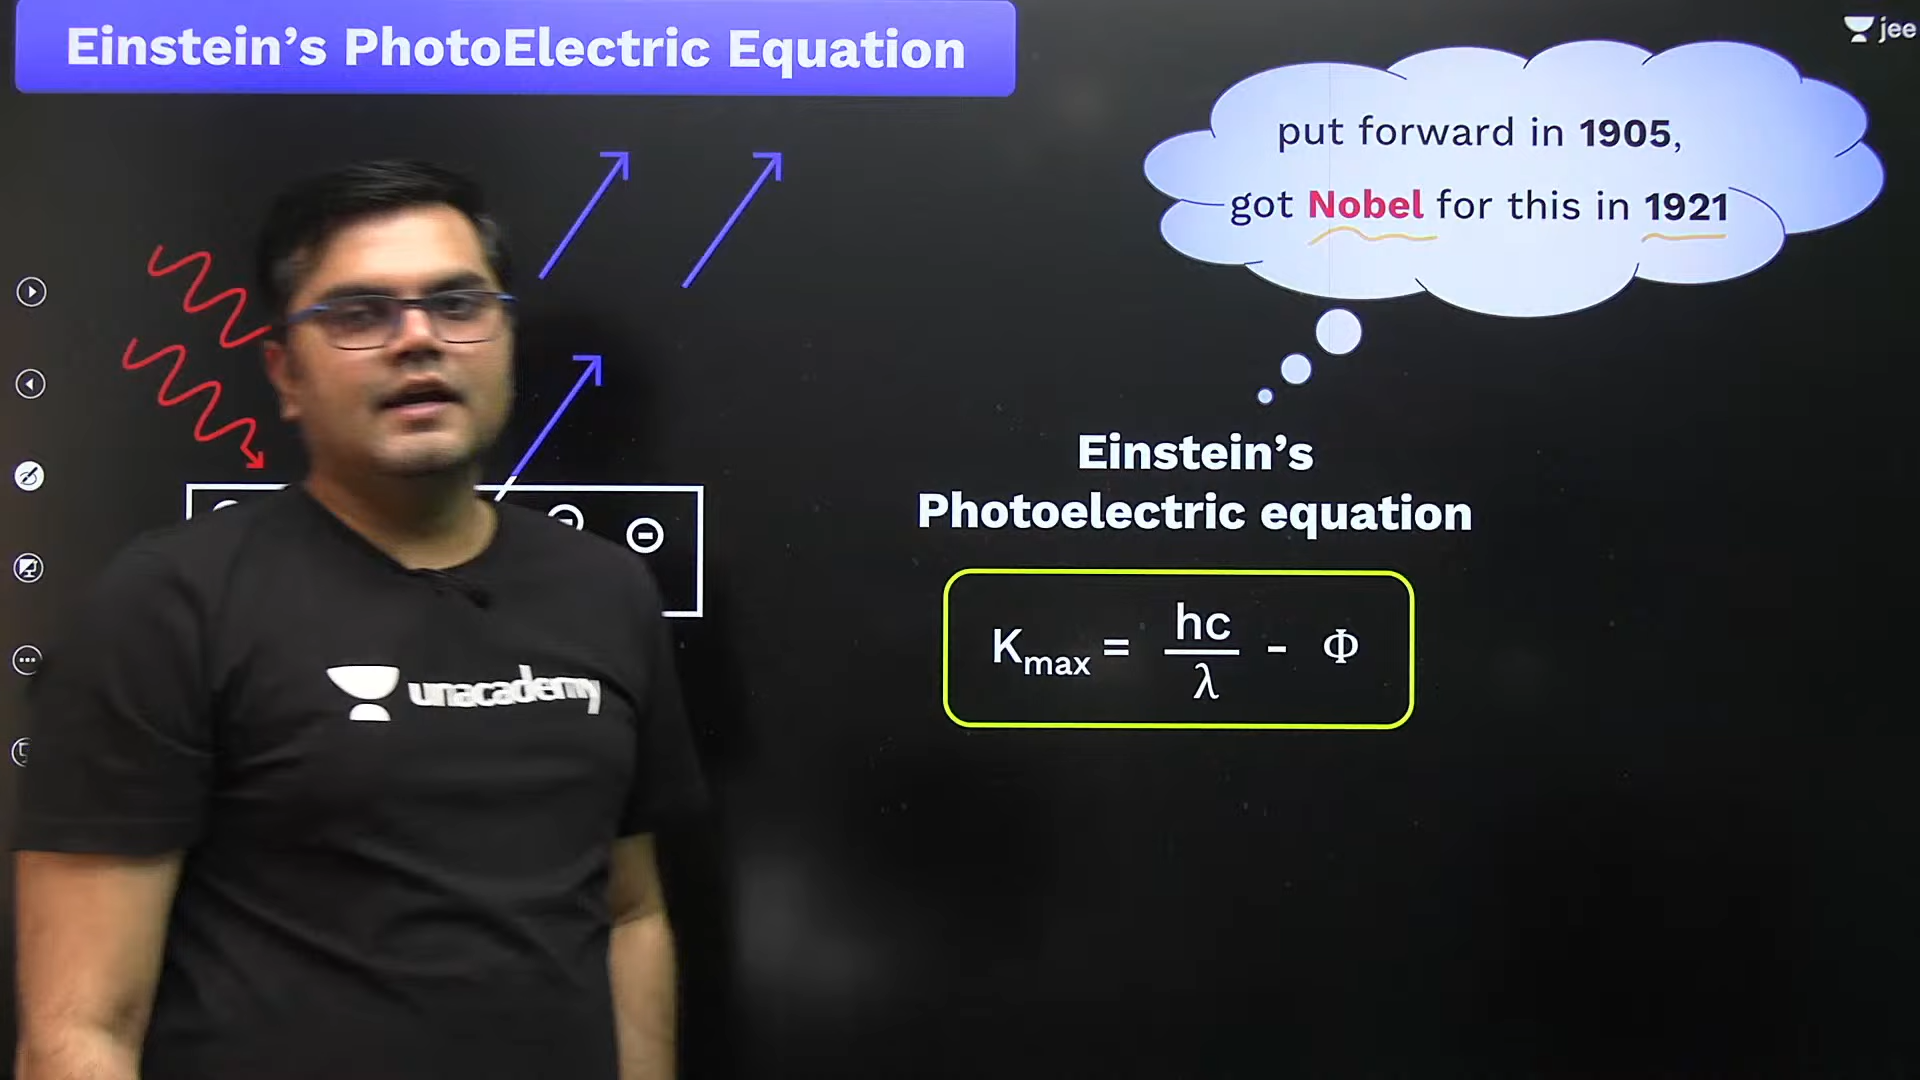 Einstein’s PhotoElectric Equation
jee
put forward in 1905,
got Nobel for this in 1921
Einstein’s
Photoelectric equation
K_max = hc/λ - Φ
unacademy